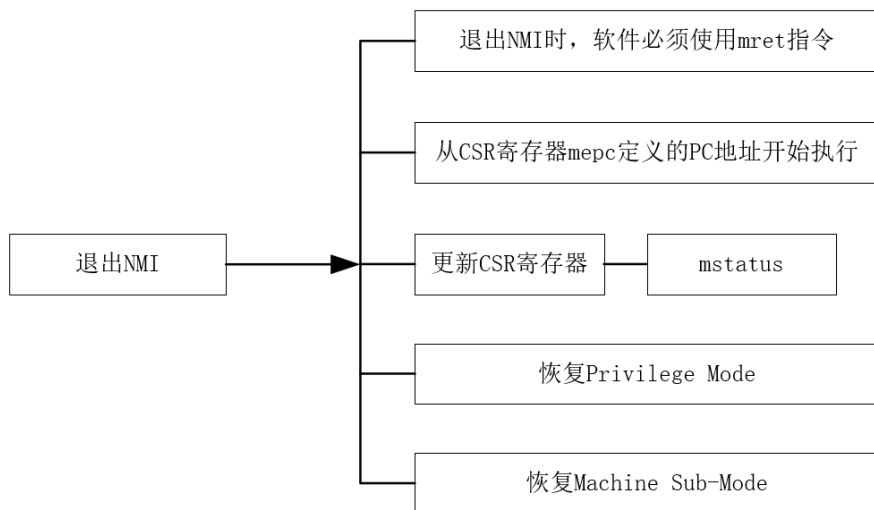 退出NMI时，软件必须使用mret指令
从CSR寄存器mepc定义的PC地址开始执行
退出NMI
更新CSR寄存器
mstatus
恢复Privilege Mode
恢复Machine Sub-Mode